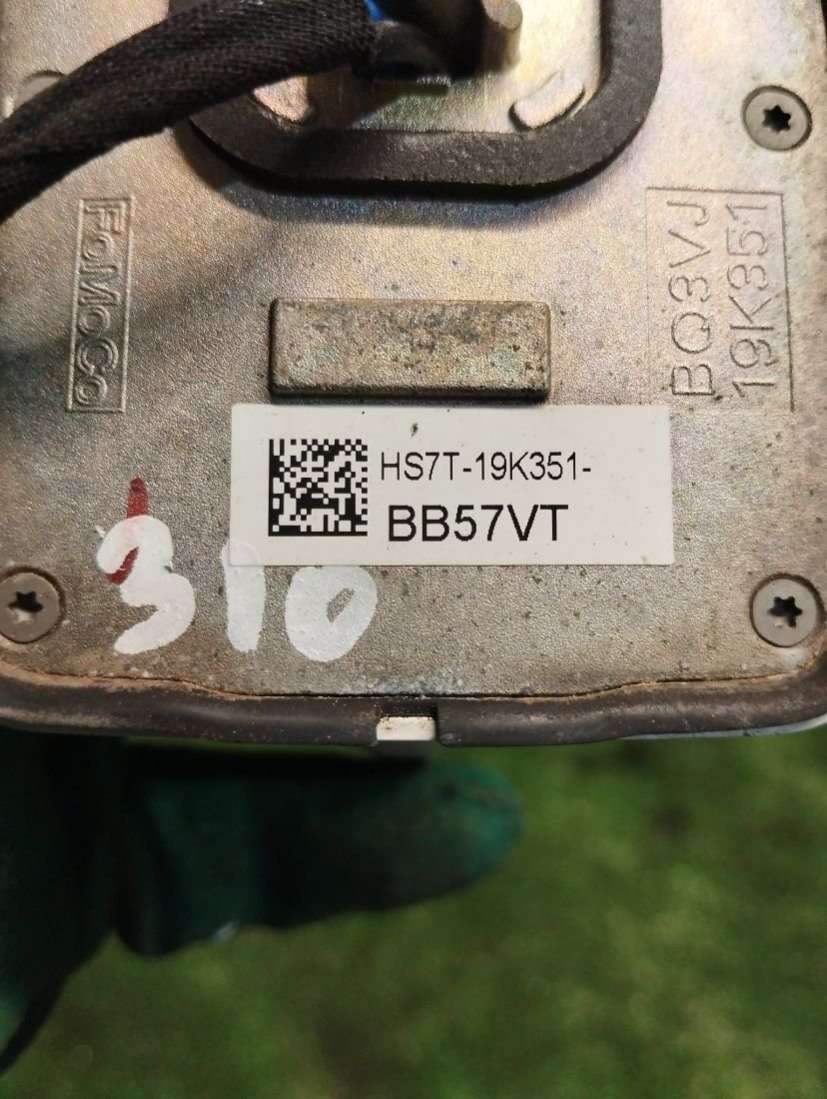 FoMoCo
BQ3VJ
19K351
HS7T-19K351-
BB57VT
310